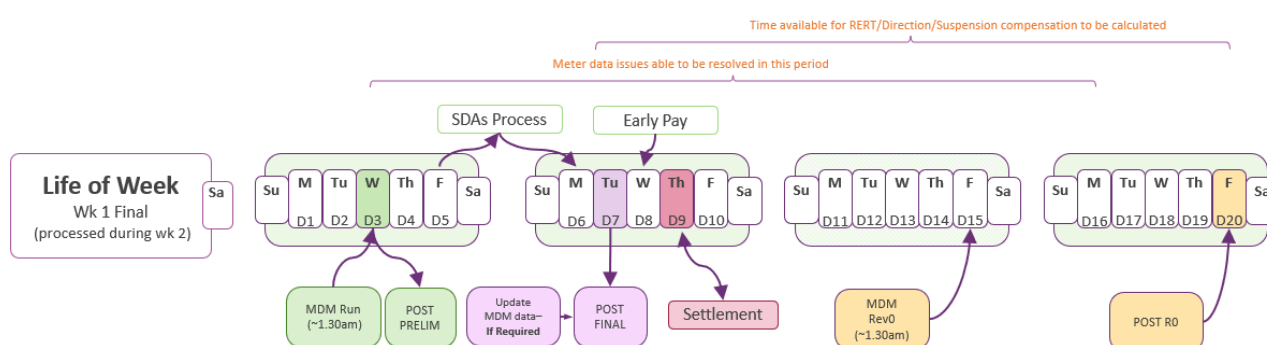 Time available for RERT/Direction/Suspension compensation to be calculated
Meter data issues able to be resolved in this period
SDAs Process
Early Pay
Life of Week
Wk 1 Final
(processed during wk 2)
Sa
Su M Tu W Th F Sa
D1 D2 D3 D4 D5
Su M Tu W Th F Sa
D6 D7 D8 D9 D10
Su M Tu W Th F Sa
D11 D12 D13 D14 D15
Su M Tu W Th F Sa
D16 D17 D18 D19 D20
MDM Run
(~1.30am)
POST
PRELIM
Update
MDM data–
If Required
POST
FINAL
Settlement
MDM
Rev0
(~1.30am)
POST R0